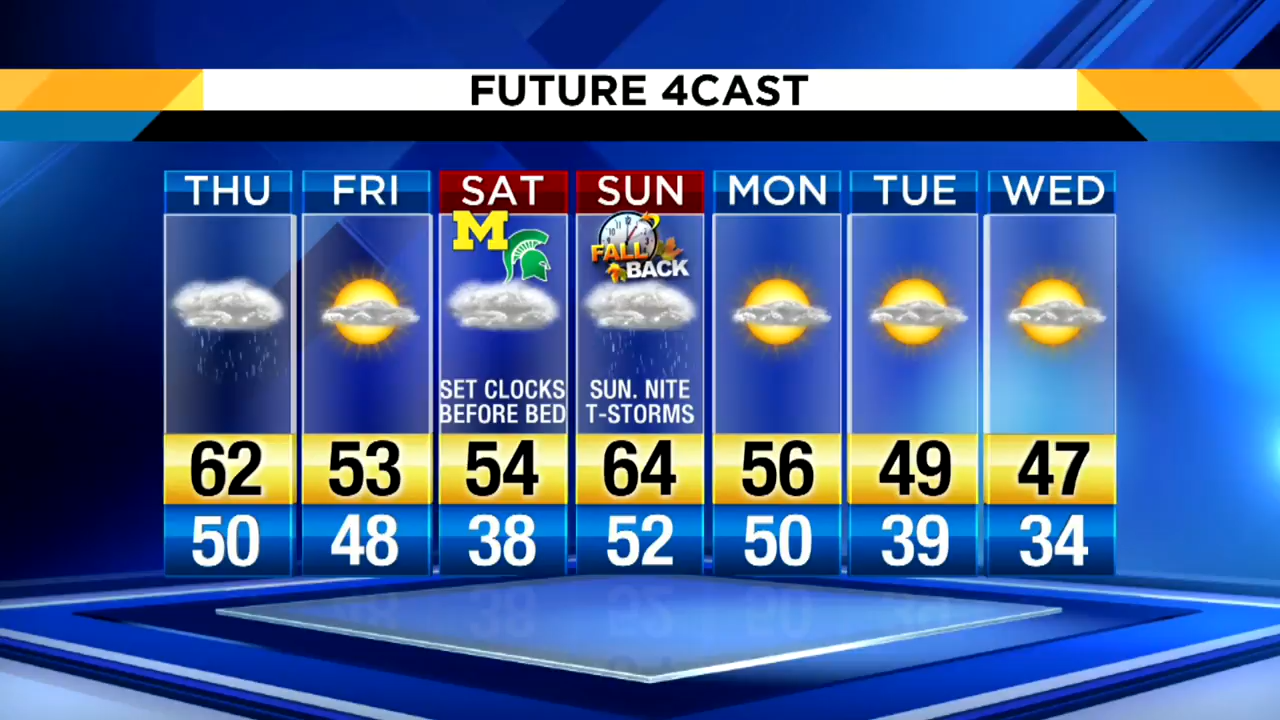 FUTURE 4CAST
THU FRI SAT SUN MON TUE WED
M
FALL
BACK
SET CLOCKS
BEFORE BED
SUN. NITE
T-STORMS
62 53 54 64 56 49 47
50 48 38 52 50 39 34